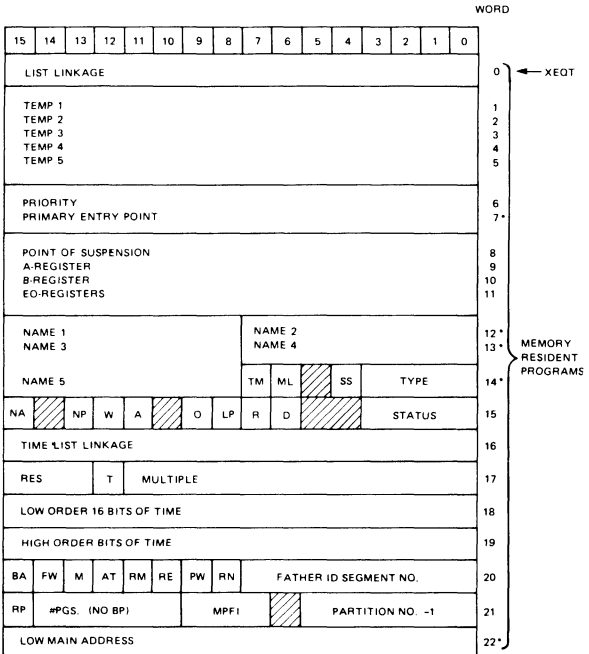 WORD
15 14 13 12 11 10 9 8 7 6 5 4 3 2 1 0
LIST LINKAGE 0 XEQT
TEMP 1 1
TEMP 2 2
TEMP 3 3
TEMP 4 4
TEMP 5 5
PRIORITY 6
PRIMARY ENTRY POINT 7*
POINT OF SUSPENSION 8
A-REGISTER 9
B-REGISTER 10
EO-REGISTERS 11
NAME 1 NAME 2 12*
NAME 3 NAME 4 13*
MEMORY
RESIDENT
PROGRAMS
NAME 5 TM ML SS TYPE 14*
NA NP W A O LP R D STATUS 15
TIME LIST LINKAGE 16
RES T MULTIPLE 17
LOW ORDER 16 BITS OF TIME 18
HIGH ORDER BITS OF TIME 19
BA FW M AT RM RE PW RN FATHER ID SEGMENT NO. 20
RP #PGS. (NO BP) MPFI PARTITION NO. -1 21
LOW MAIN ADDRESS 22*